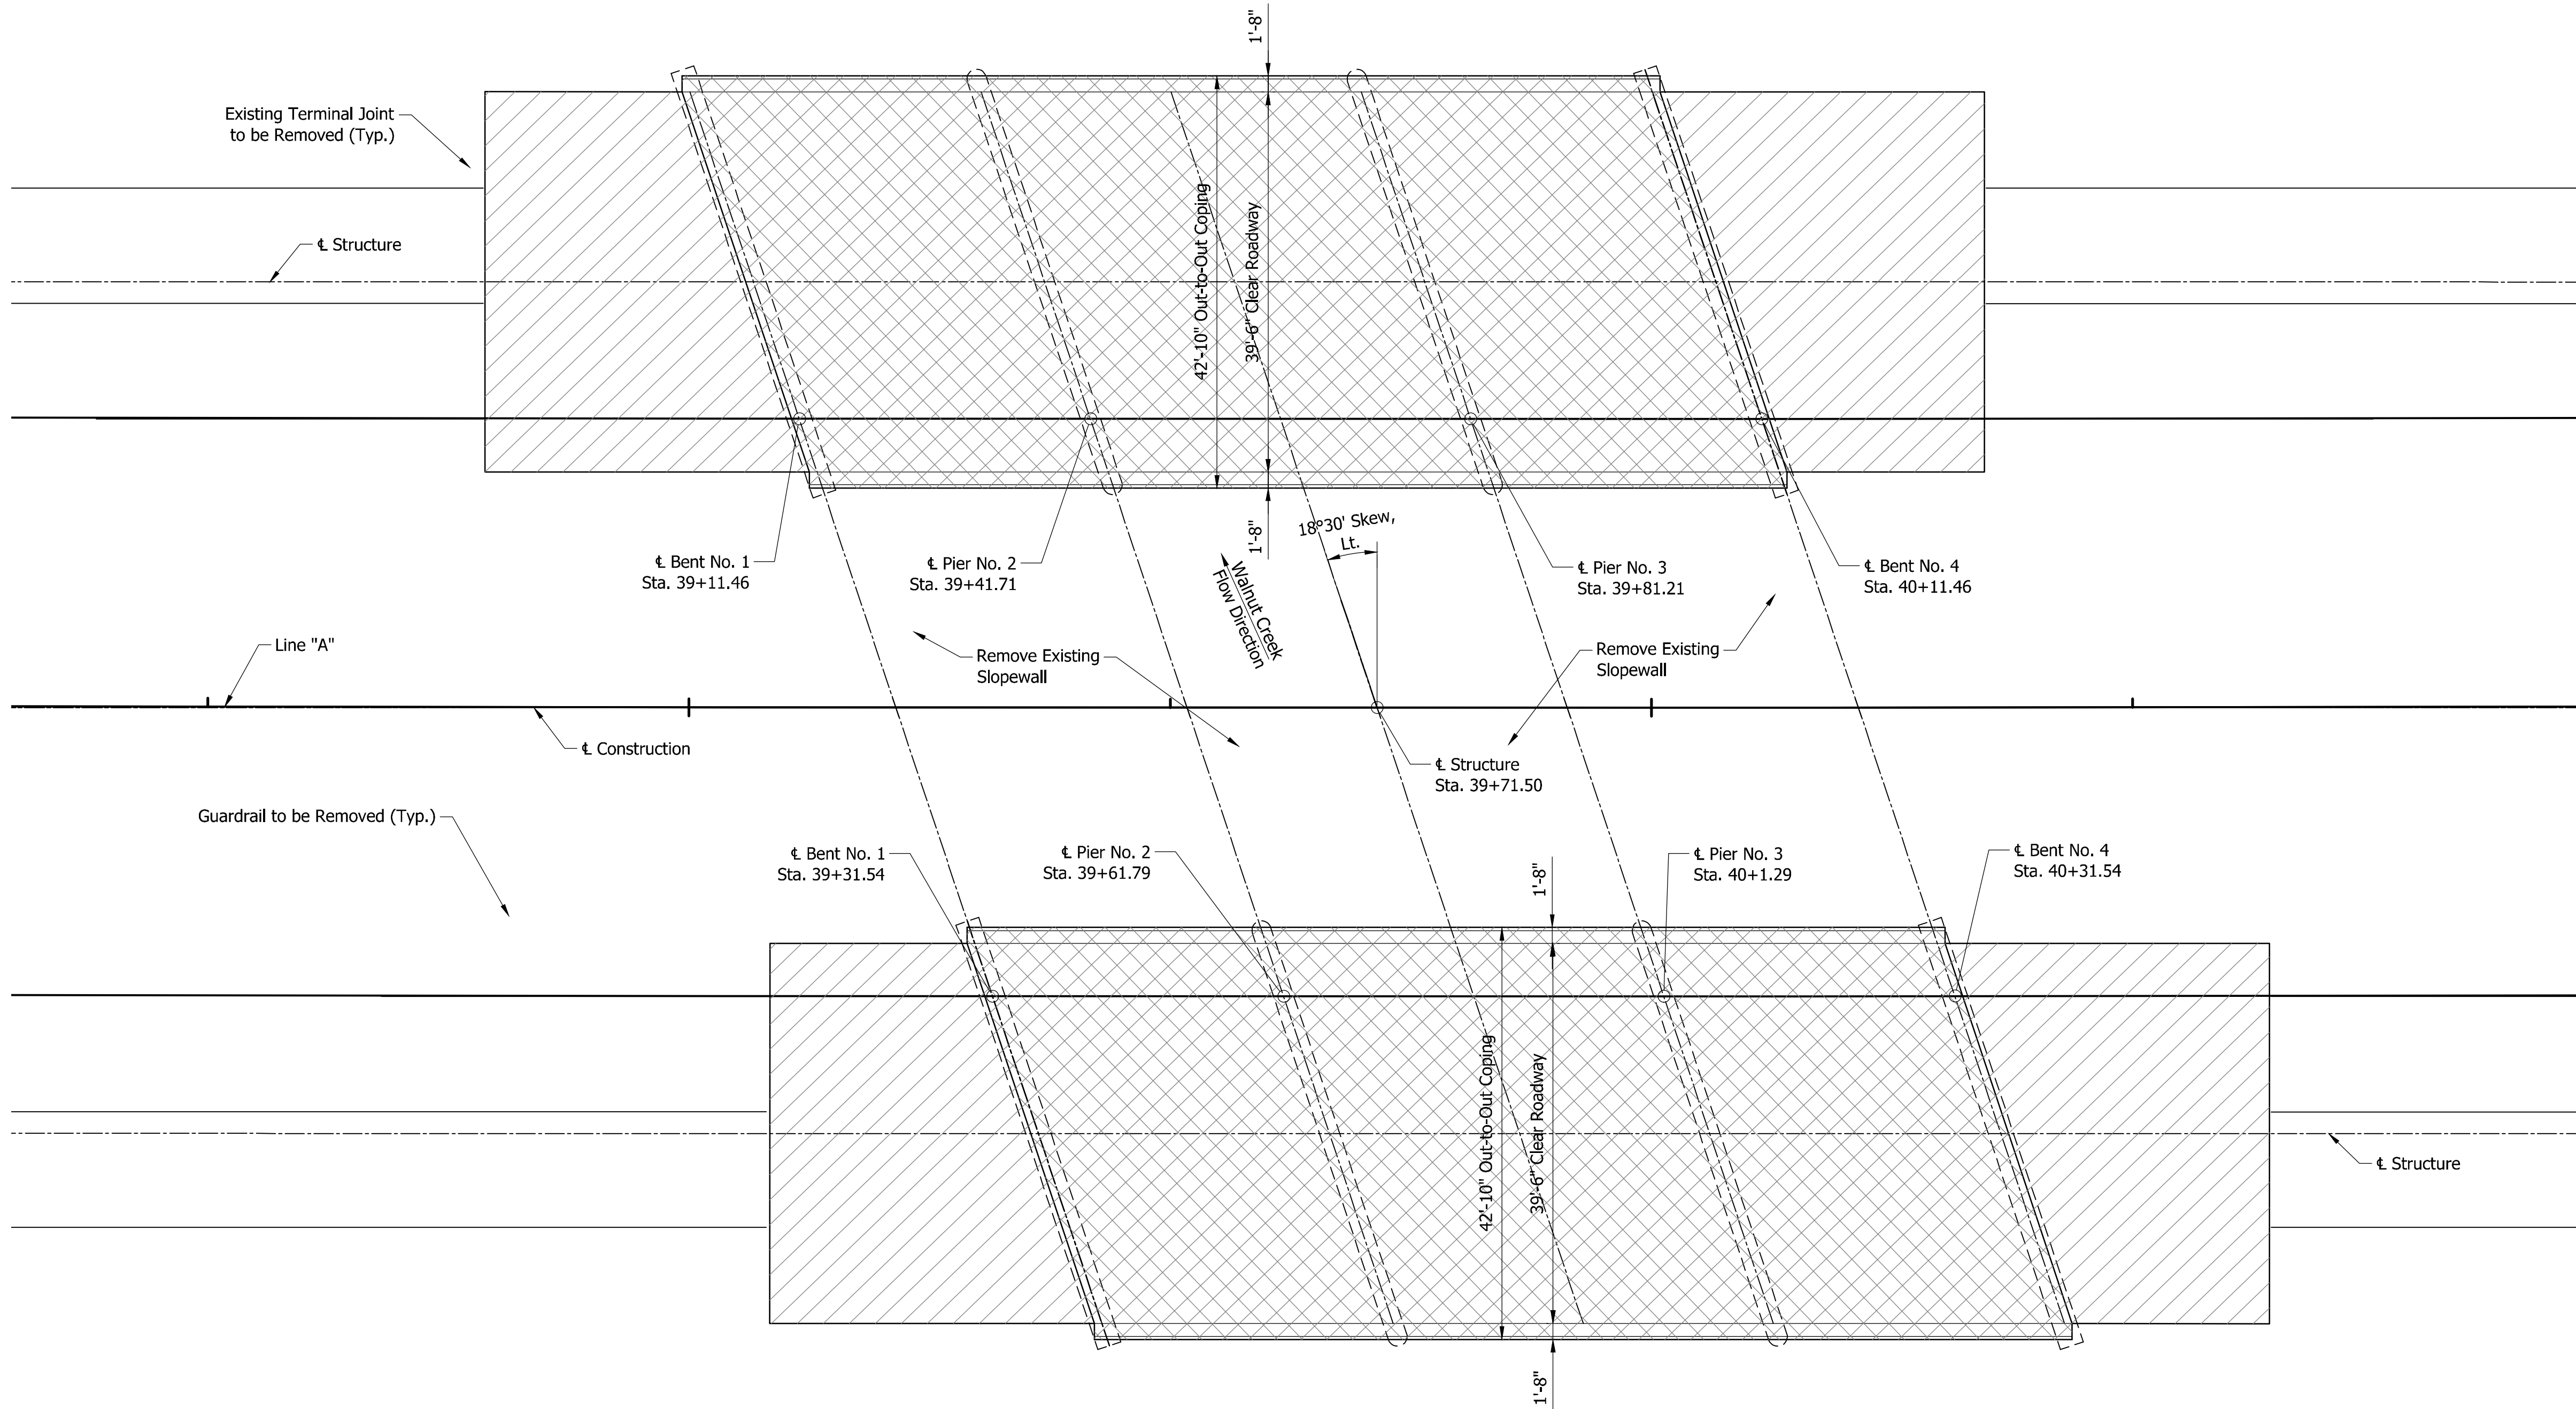 1'-8"
Existing Terminal Joint
to be Removed (Typ.)
℄ Structure
42'-10" Out-to-Out Coping
39'-6" Clear Roadway
1'-8"
18°30' Skew,
Lt.
℄ Bent No. 1
Sta. 39+11.46
℄ Pier No. 2
Sta. 39+41.71
Walnut Creek
Flow Direction
℄ Pier No. 3
Sta. 39+81.21
℄ Bent No. 4
Sta. 40+11.46
Line "A"
Remove Existing
Slopewall
Remove Existing
Slopewall
℄ Construction
℄ Structure
Sta. 39+71.50
Guardrail to be Removed (Typ.)
℄ Bent No. 1
Sta. 39+31.54
℄ Pier No. 2
Sta. 39+61.79
1'-8"
℄ Pier No. 3
Sta. 40+1.29
℄ Bent No. 4
Sta. 40+31.54
42'-10" Out-to-Out Coping
39'-6" Clear Roadway
℄ Structure
1'-8"